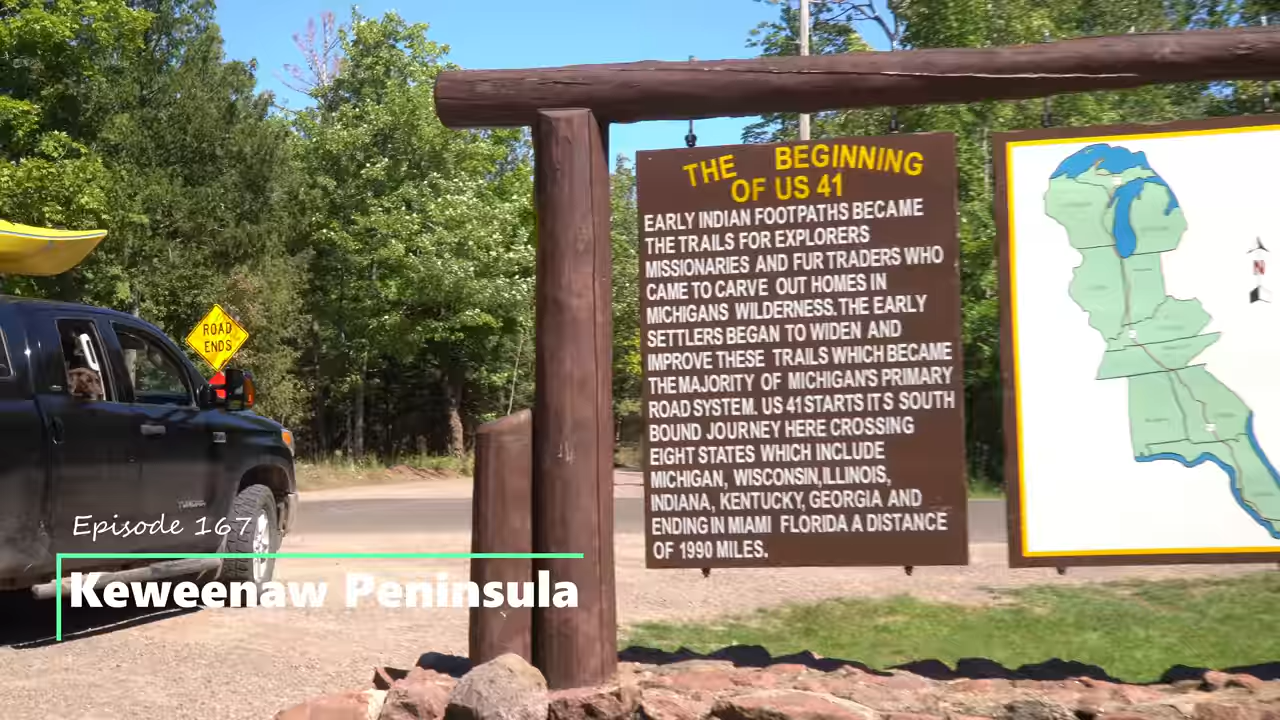 ROAD
ENDS
THE BEGINNING
OF US 41
EARLY INDIAN FOOTPATHS BECAME
THE TRAILS FOR EXPLORERS
MISSIONARIES AND FUR TRADERS WHO
CAME TO CARVE OUT HOMES IN
MICHIGANS WILDERNESS. THE EARLY
SETTLERS BEGAN TO WIDEN AND
IMPROVE THESE TRAILS WHICH BECAME
THE MAJORITY OF MICHIGAN'S PRIMARY
ROAD SYSTEM. US 41 STARTS ITS SOUTH
BOUND JOURNEY HERE CROSSING
EIGHT STATES WHICH INCLUDE
MICHIGAN, WISCONSIN, ILLINOIS,
INDIANA, KENTUCKY, GEORGIA AND
ENDING IN MIAMI FLORIDA A DISTANCE
OF 1990 MILES.
N
TUNDRA
Episode 167
Keweenaw Peninsula